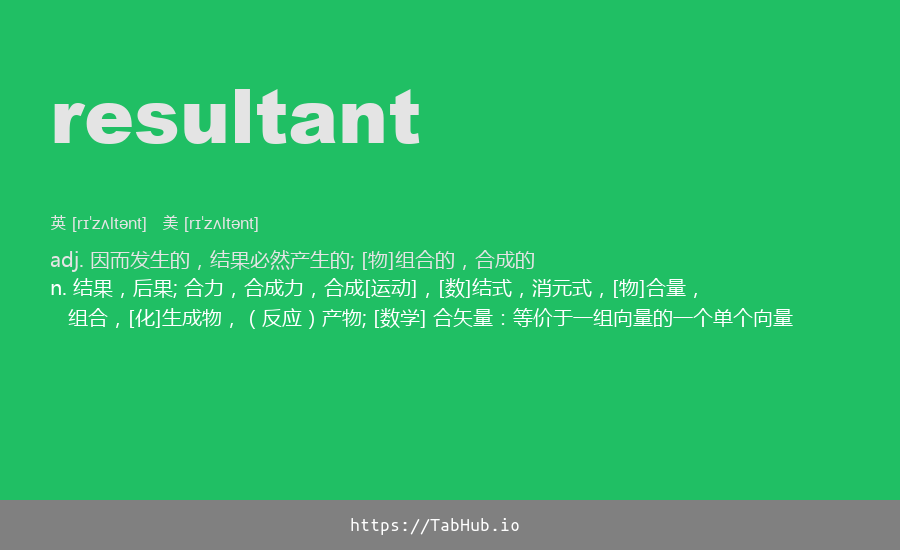 resultant
英 [rɪˈzʌltənt] 美 [rɪˈzʌltənt]
adj. 因而发生的，结果必然产生的; [物]组合的，合成的
n. 结果，后果; 合力，合成力，合成[运动]，[数]结式，消元式，[物]合量，
组合，[化]生成物，（反应）产物; [数学] 合矢量：等价于一组向量的一个单个向量
https://TabHub.io